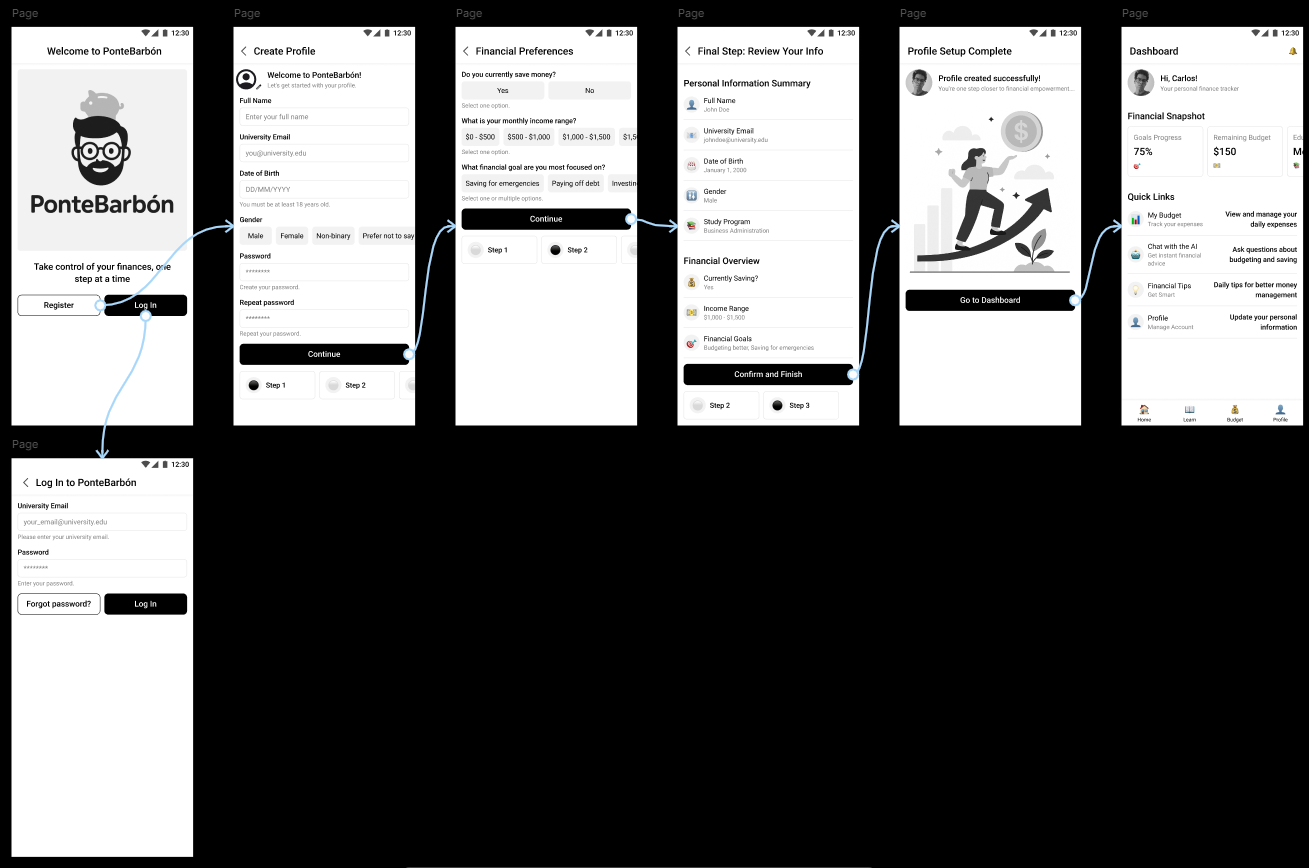 Page
12:30
Welcome to PonteBarbón
PonteBarbón
Take control of your finances, one
step at a time
Register
Log In
Page
12:30
Create Profile
Welcome to PonteBarbón!
Let's get started with your profile.
Full Name
Enter your full name
University Email
you@university.edu
Date of Birth
DD/MM/YYYY
You must be at least 18 years old.
Gender
Male
Female
Non-binary
Prefer not to say
Password
********
Create your password.
Repeat password
********
Repeat your password.
Continue
Step 1
Step 2
Page
12:30
Financial Preferences
Do you currently save money?
Yes
No
Select one option.
What is your monthly income range?
$0 - $500
$500 - $1,000
$1,000 - $1,500
Select one option.
What financial goal are you most focused on?
Saving for emergencies
Paying off debt
Select one or multiple options.
Continue
Step 1
Step 2
Page
12:30
Final Step: Review Your Info
Personal Information Summary
Full Name
John Doe
University Email
johndoe@university.edu
Date of Birth
January 1, 2000
Gender
Male
Study Program
Business Administration
Financial Overview
Currently Saving?
Yes
Income Range
$1,000 - $1,500
Financial Goals
Budgeting better, Saving for emergencies
Confirm and Finish
Step 2
Step 3
Page
12:30
Profile Setup Complete
Profile created successfully!
You're one step closer to financial empowerment...
$
Go to Dashboard
Page
12:30
Dashboard
Hi, Carlos!
Your personal finance tracker
Financial Snapshot
Goals Progress
75%
Remaining Budget
$150
Quick Links
My Budget
Track your expenses
View and manage your
daily expenses
Chat with the AI
Get instant financial
advice
Ask questions about
budgeting and saving
Financial Tips
Get Smart
Daily tips for better money
management
Profile
Manage Account
Update your personal
information
Home
Learn
Budget
Profile
Page
12:30
Log In to PonteBarbón
University Email
your_email@university.edu
Please enter your university email.
Password
********
Enter your password.
Forgot password?
Log In